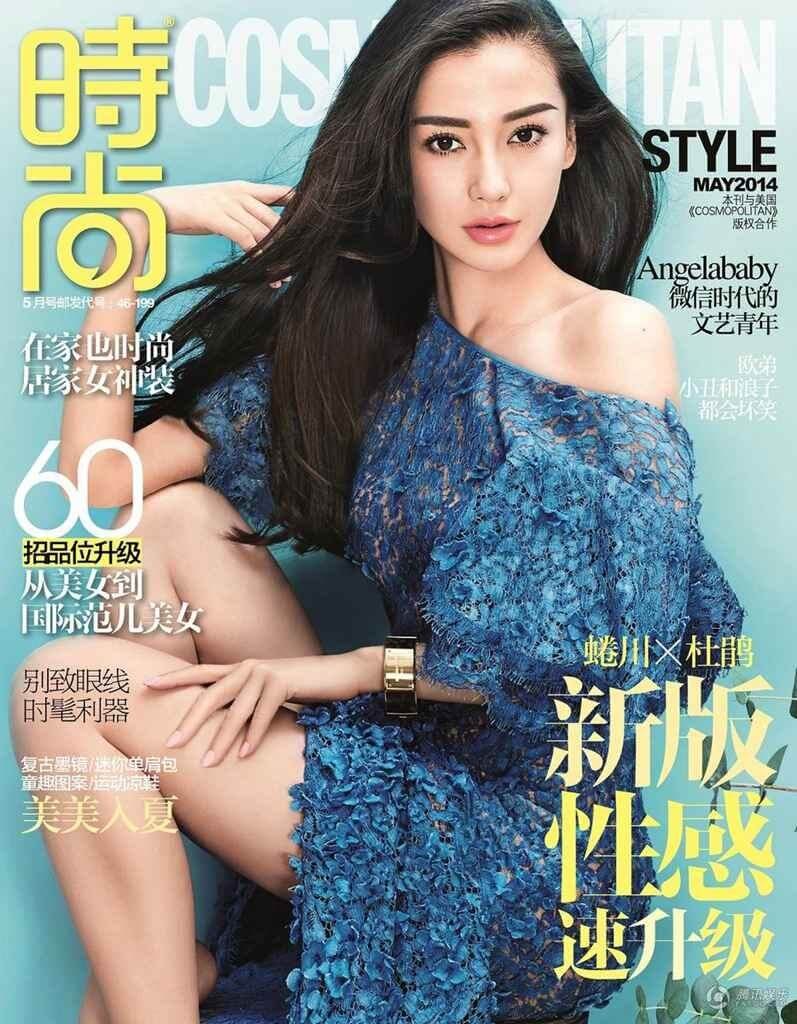 時尚®
COSMOPOLITAN
STYLE
MAY2014
本刊与美国
《COSMOPOLITAN》
版权合作
5月号邮发代号：46-199
Angelababy
微信时代的
文艺青年
在家也时尚
居家女神装
欧弟
小丑和浪子
都会坏笑
60
招品位升级
从美女到
国际范儿美女
别致眼线
时髦利器
复古墨镜/迷你单肩包
童趣图案/运动凉鞋
美美入夏
蜷川×杜鹃
新版
性感
速升级
腾讯娱乐